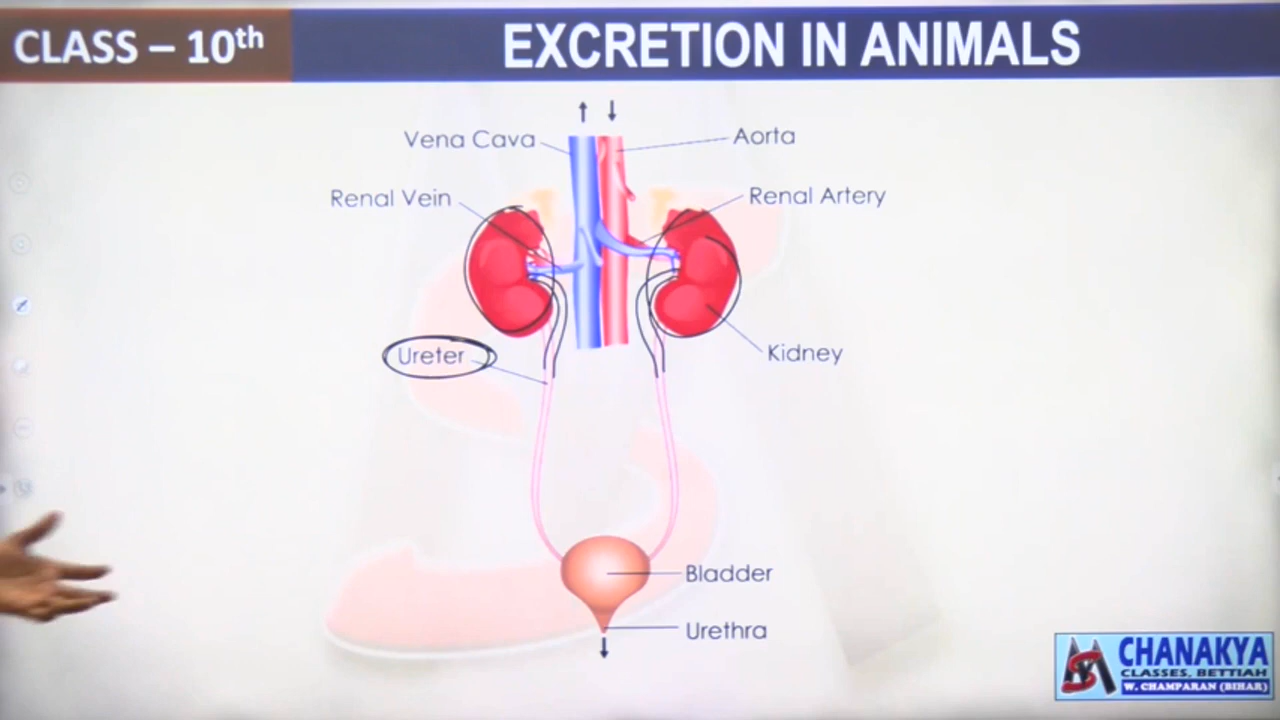 CLASS – 10th
EXCRETION IN ANIMALS
Vena Cava
Aorta
Renal Vein
Renal Artery
Ureter
Kidney
Bladder
Urethra
CHANAKYA
CLASSES, BETTIAH
W. CHAMPARAN (BIHAR)